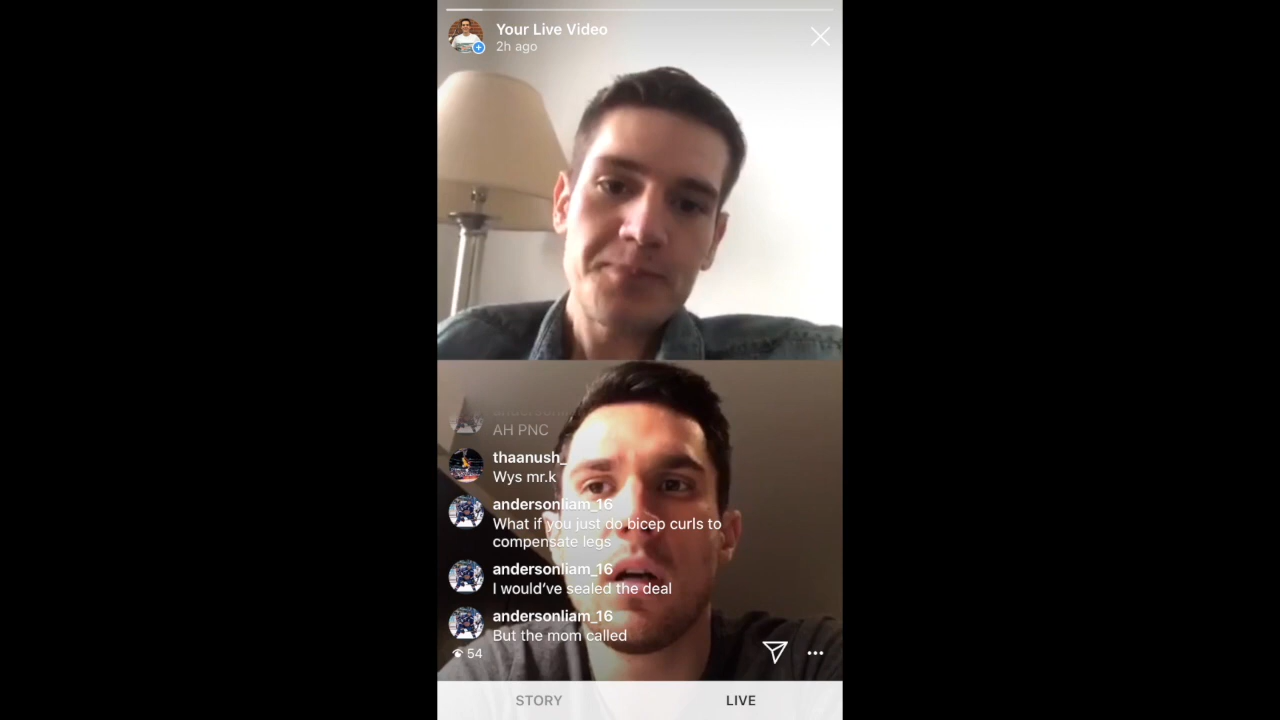 Your Live Video
2h ago
AH PNC
thaanush_
Wys mr.k
andersonliam_16
What if you just do bicep curls to
compensate legs
andersonliam_16
I would've sealed the deal
andersonliam_16
But the mom called
54
STORY
LIVE